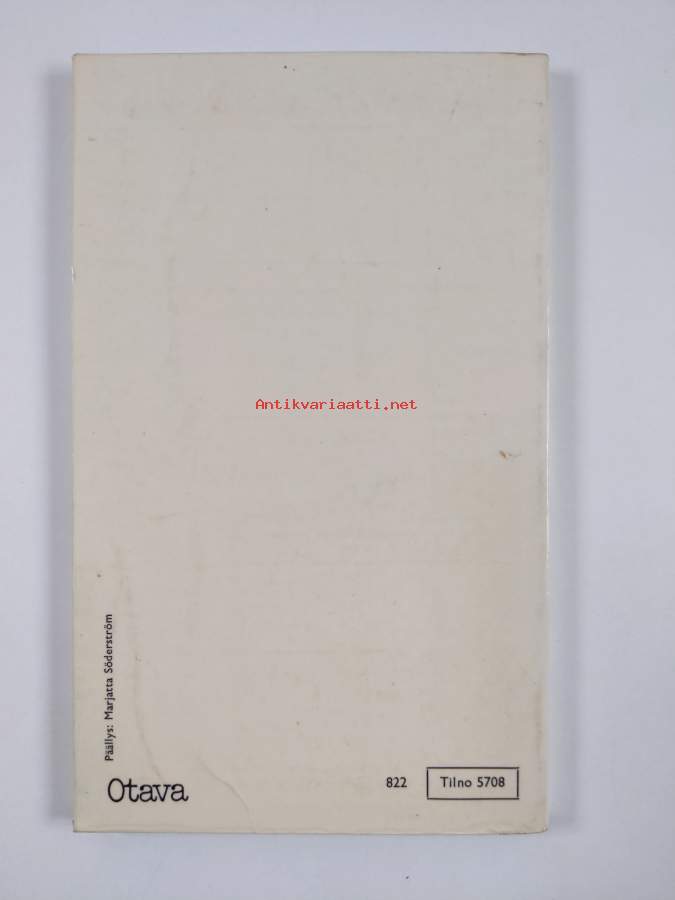 Antikvariaatti.net
Päällys: Marjatta Söderström
Otava
822
Tilno 5708